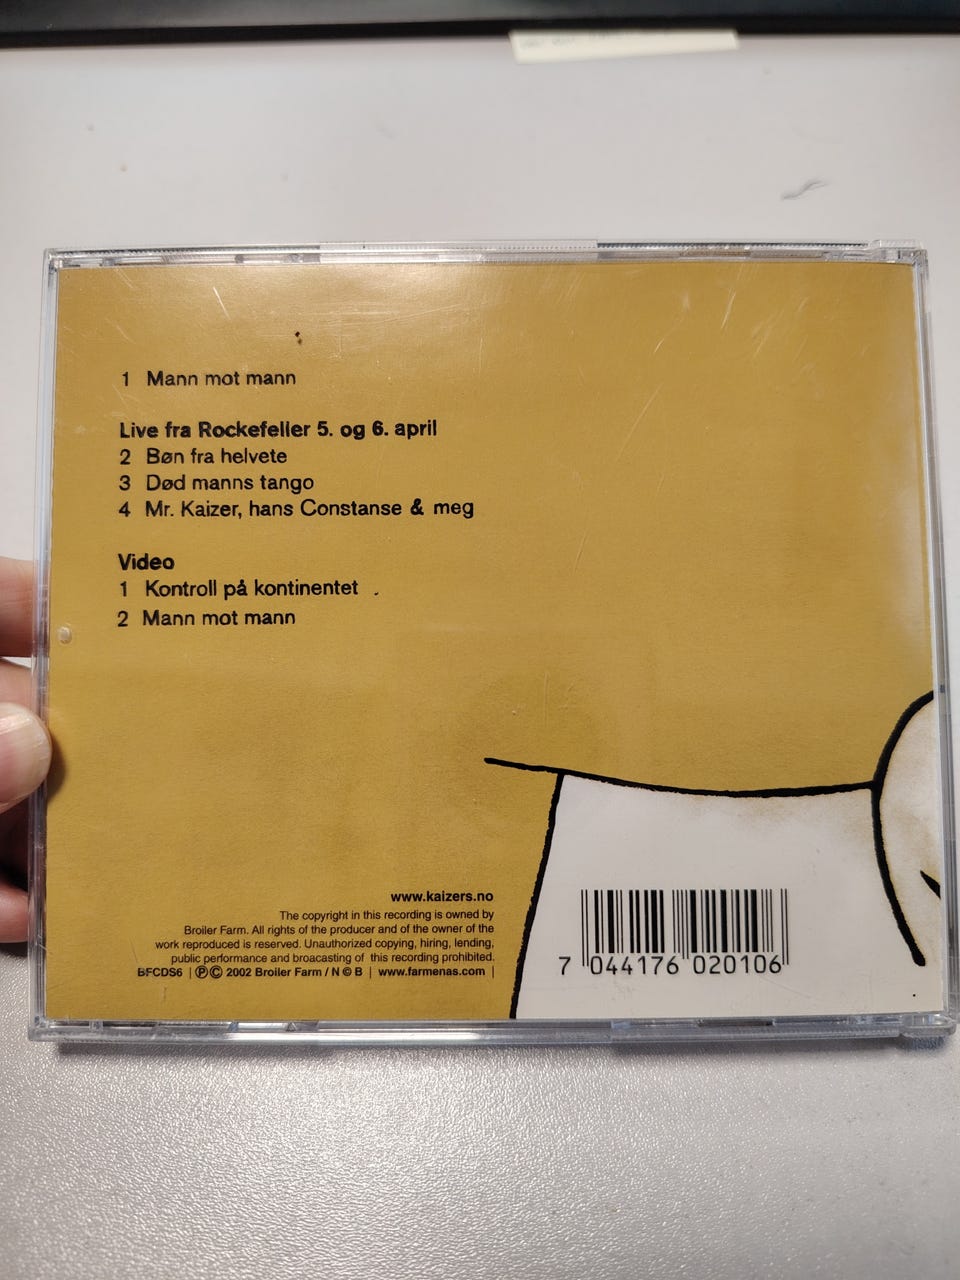 1 Mann mot mann
Live fra Rockefeller 5. og 6. april
2 Bøn fra helvete
3 Død manns tango
4 Mr. Kaizer, hans Constanse & meg
Video
1 Kontroll på kontinentet
2 Mann mot mann
www.kaizers.no
The copyright in this recording is owned by
Broiler Farm. All rights of the producer and of the owner of the
work reproduced is reserved. Unauthorized copying, hiring, lending,
public performance and broacasting of this recording prohibited.
BFCDS6 | ℗© 2002 Broiler Farm / N©B | www.farmenas.com |
7 044176 020106